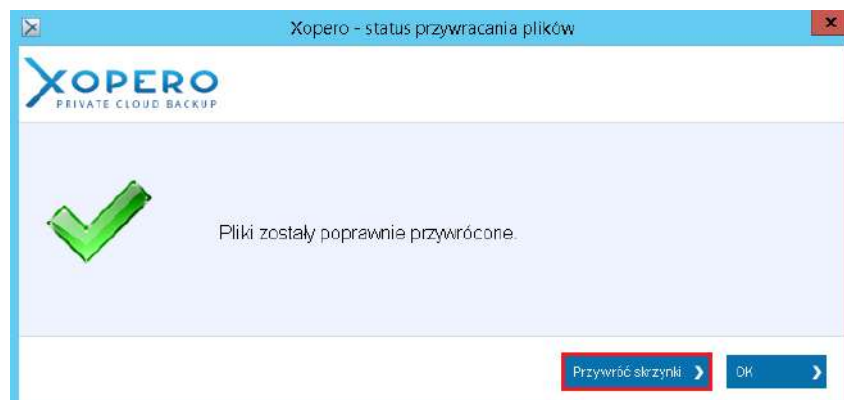 Xopero - status przywracania plików
XOPERO
PRIVATE CLOUD BACKUP
Pliki zostały poprawnie przywrócone.
Przywróć skrzynki
OK